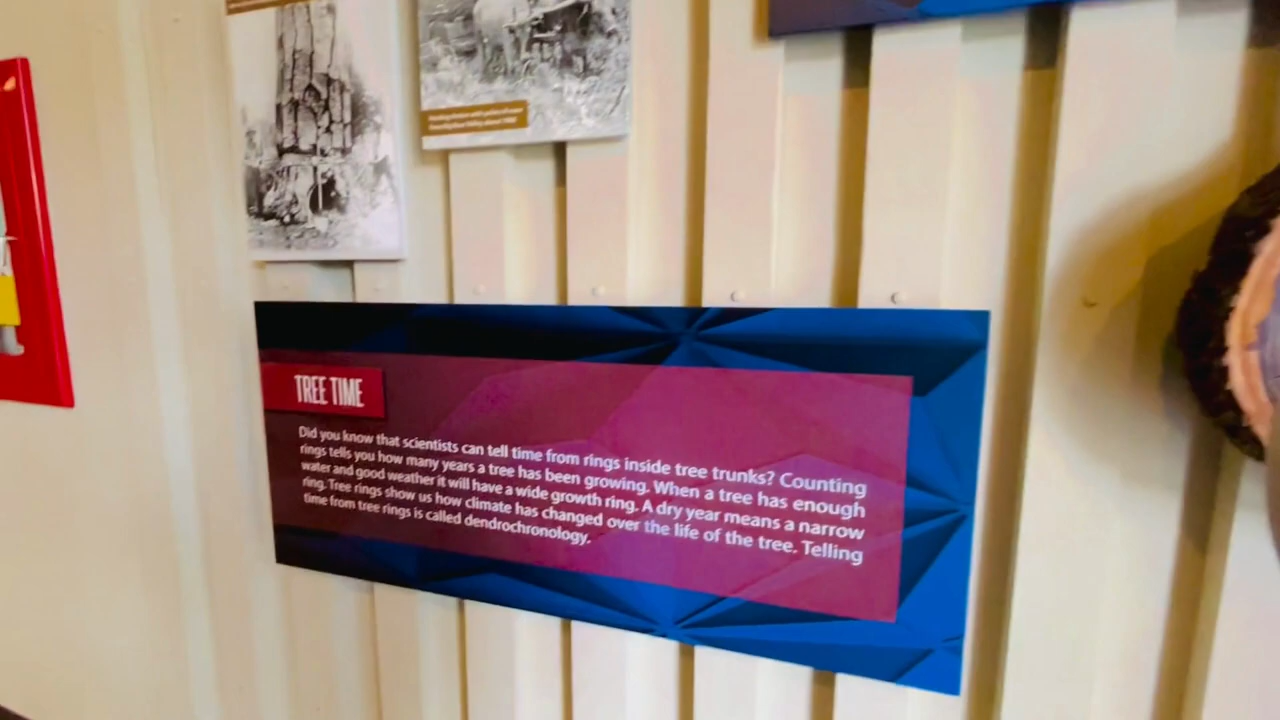 TREE TIME
Did you know that scientists can tell time from rings inside tree trunks? Counting
rings tells you how many years a tree has been growing. When a tree has enough
water and good weather it will have a wide growth ring. A dry year means a narrow
ring. Tree rings show us how climate has changed over the life of the tree. Telling
time from tree rings is called dendrochronology.